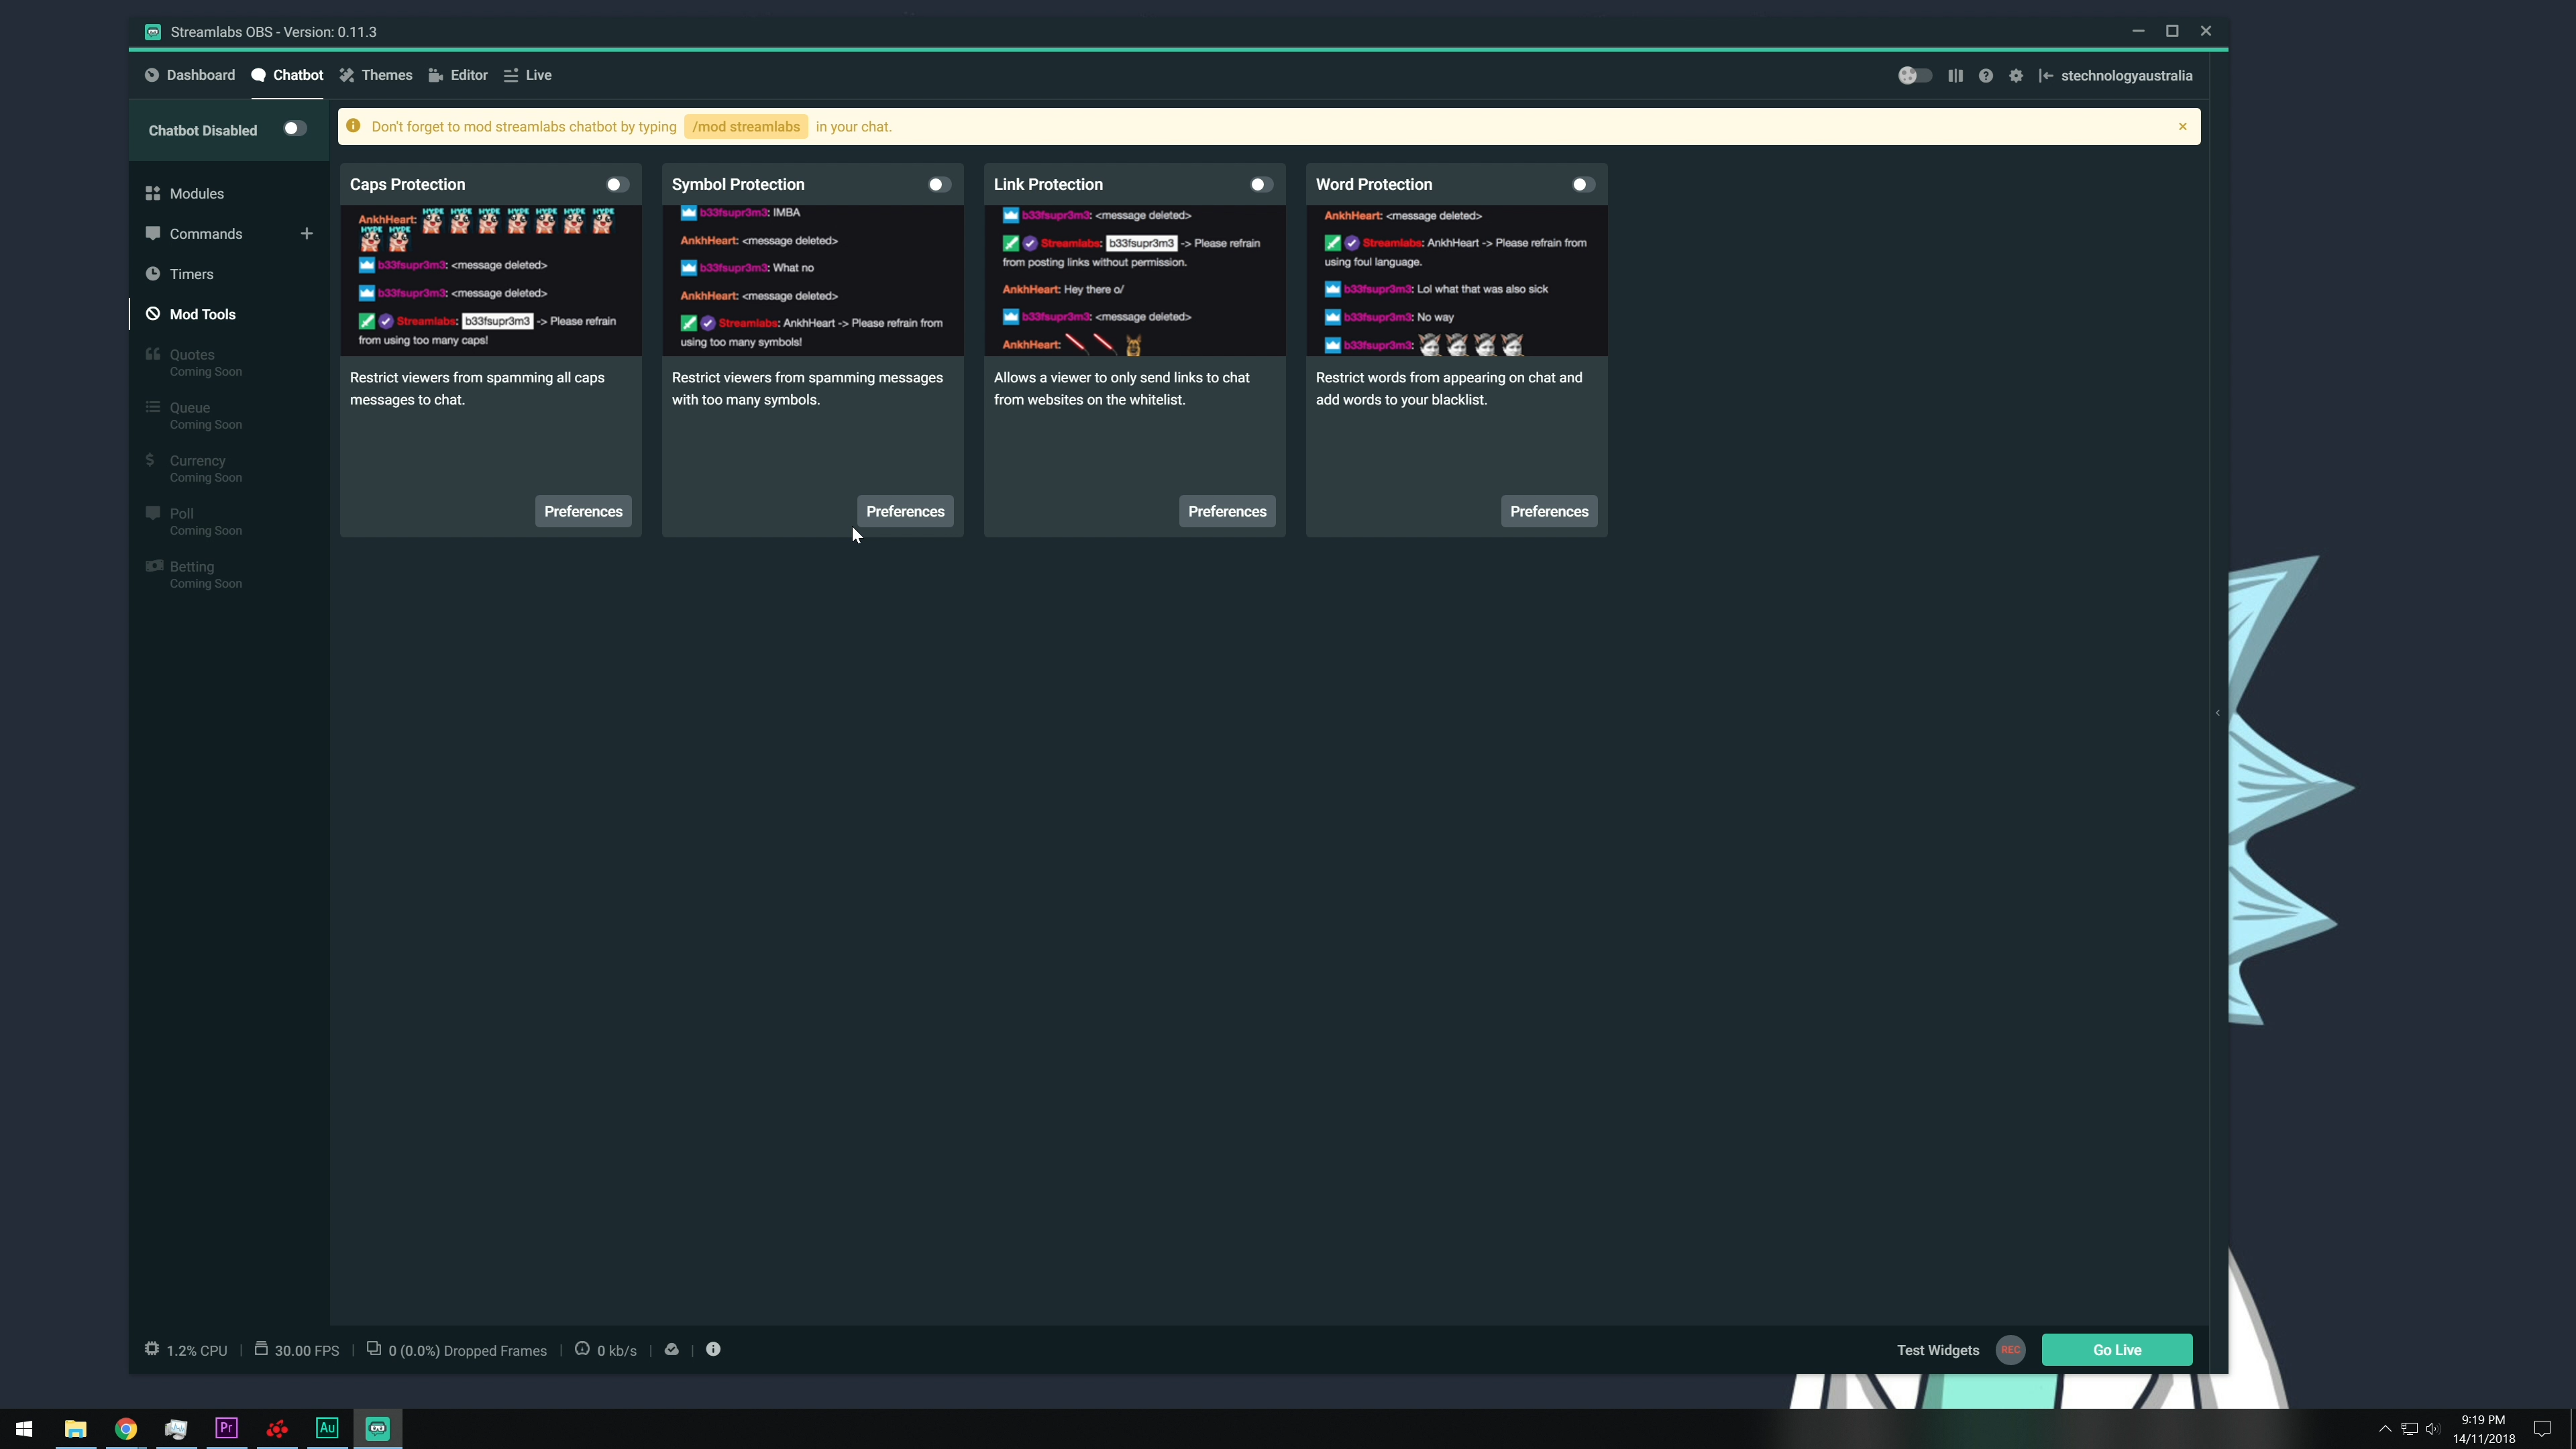 Streamlabs OBS - Version: 0.11.3
Dashboard Chatbot Themes Editor Live stechnologyaustralia
Chatbot Disabled
Don't forget to mod streamlabs chatbot by typing /mod streamlabs in your chat.
Modules
Commands
Timers
Mod Tools
Quotes
Coming Soon
Queue
Coming Soon
Currency
Coming Soon
Poll
Coming Soon
Betting
Coming Soon
Caps Protection
AnkhHeart:
b33fsupr3m3: <message deleted>
b33fsupr3m3: <message deleted>
Streamlabs: b33fsupr3m3 -> Please refrain
from using too many caps!
Restrict viewers from spamming all caps
messages to chat.
Preferences
Symbol Protection
b33fsupr3m3: IMBA
AnkhHeart: <message deleted>
b33fsupr3m3: What no
AnkhHeart: <message deleted>
Streamlabs: AnkhHeart -> Please refrain from
using too many symbols!
Restrict viewers from spamming messages
with too many symbols.
Preferences
Link Protection
b33fsupr3m3: <message deleted>
Streamlabs: b33fsupr3m3 -> Please refrain
from posting links without permission.
AnkhHeart: Hey there o/
b33fsupr3m3: <message deleted>
AnkhHeart:
Allows a viewer to only send links to chat
from websites on the whitelist.
Preferences
Word Protection
AnkhHeart: <message deleted>
Streamlabs: AnkhHeart -> Please refrain from
using foul language.
b33fsupr3m3: Lol what that was also sick
b33fsupr3m3: No way
b33fsupr3m3:
Restrict words from appearing on chat and
add words to your blacklist.
Preferences
1.2% CPU 30.00 FPS 0 (0.0%) Dropped Frames 0 kb/s
Test Widgets REC Go Live
Pr Au
9:19 PM
14/11/2018